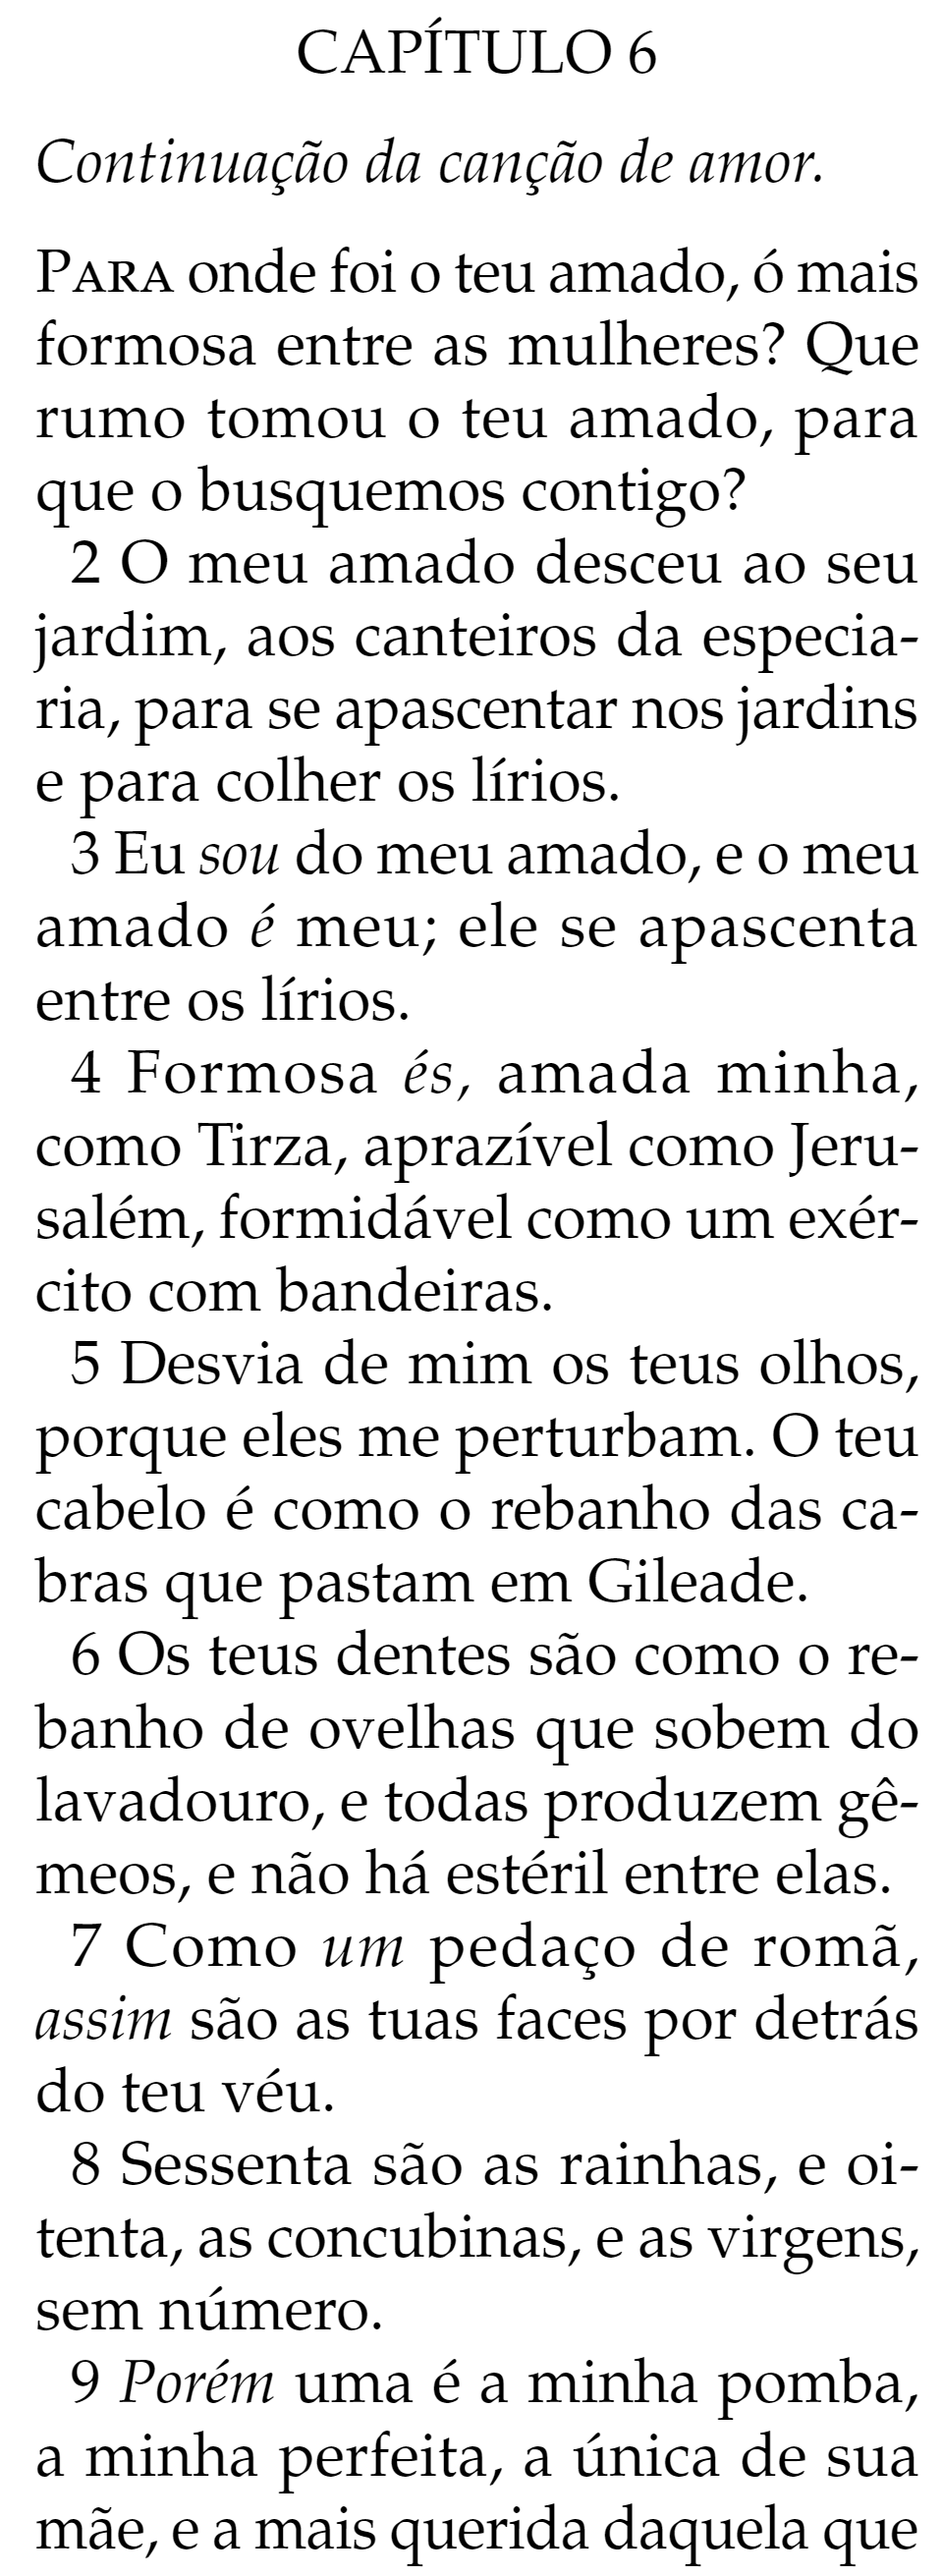 CAPÍTULO 6
Continuação da canção de amor.
PARA onde foi o teu amado, ó mais
formosa entre as mulheres? Que
rumo tomou o teu amado, para
que o busquemos contigo?
2 O meu amado desceu ao seu
jardim, aos canteiros da especia-
ria, para se apascentar nos jardins
e para colher os lírios.
3 Eu sou do meu amado, e o meu
amado é meu; ele se apascenta
entre os lírios.
4 Formosa és, amada minha,
como Tirza, aprazível como Jeru-
salém, formidável como um exér-
cito com bandeiras.
5 Desvia de mim os teus olhos,
porque eles me perturbam. O teu
cabelo é como o rebanho das ca-
bras que pastam em Gileade.
6 Os teus dentes são como o re-
banho de ovelhas que sobem do
lavadouro, e todas produzem gê-
meos, e não há estéril entre elas.
7 Como um pedaço de romã,
assim são as tuas faces por detrás
do teu véu.
8 Sessenta são as rainhas, e oi-
tenta, as concubinas, e as virgens,
sem número.
9 Porém uma é a minha pomba,
a minha perfeita, a única de sua
mãe, e a mais querida daquela que